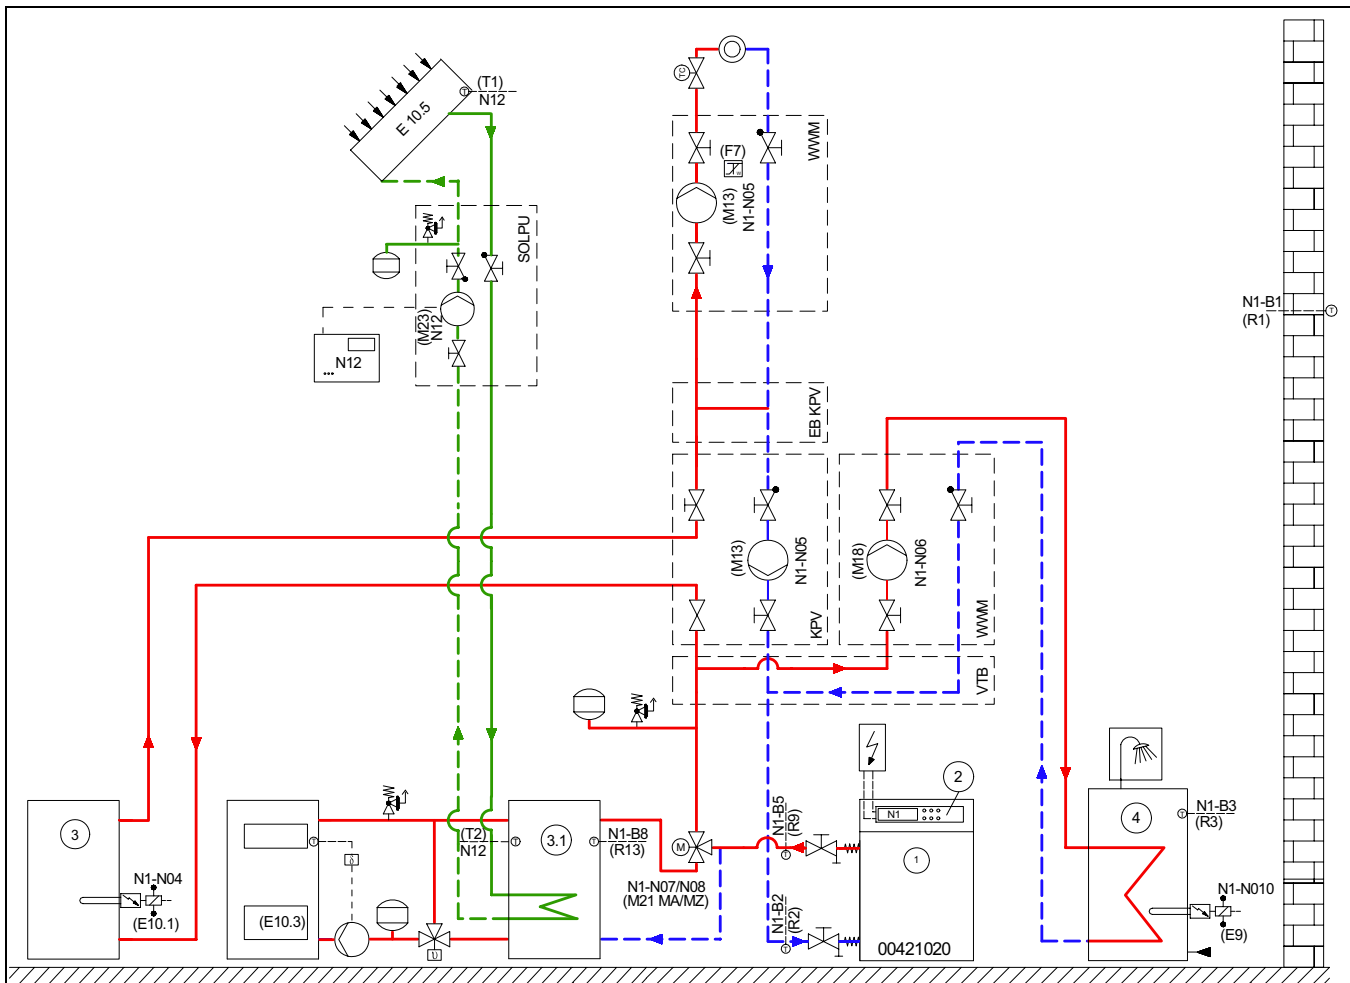 TC
WWM
(F7)
W
(M13)
N1-N05
E 10.5
T
(T1)
N12
SOLPU
(M23)
N12
N12
N1-B1
(R1)
T
EB KPV
(M13)
N1-N05
KPV
(M18)
N1-N06
WWM
VTB
3
N1-N04
(E10.1)
T
(E10.3)
(T2)
N12
T
3.1
T
N1-B8
(R13)
M
N1-N07/N08
(M21 MA/MZ)
N1-B5
(R9)
T
N1-B2
(R2)
T
N1
2
1
00421020
4
T
N1-B3
(R3)
N1-N010
(E9)